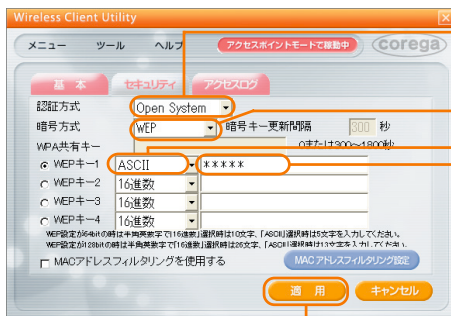 Wireless Client Utility
メニュー ツール ヘルプ アクセスポイントモードで稼動中 corega
基本 セキュリティ アクセスログ
認証方式 Open System
暗号方式 WEP 暗号キー更新間隔 300 秒
WPA共有キー 0または300~1800秒
WEPキー1 ASCII *****
WEPキー2 16進数
WEPキー3 16進数
WEPキー4 16進数
WEP設定が64bitの時は半角英数字で「16進数」選択時は10文字、「ASCII」選択時は5文字を入力してください。
WEP設定が128bitの時は半角英数字で「16進数」選択時は26文字、「ASCII」選択時は13文字を入力してください。
MACアドレスフィルタリングを使用する MACアドレスフィルタリング設定
適用 キャンセル